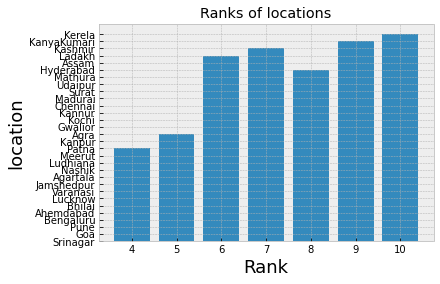 Ranks of locations
location
Kerela
KanyaKumari
Kashmir
Ladakh
Assam
Hyderabad
Mathura
Udaipur
Surat
Madurai
Chennai
Kannur
Kochi
Gwalior
Agra
Kanpur
Patna
Meerut
Ludhiana
Nashik
Agartala
Jamshedpur
Varanasi
Lucknow
Bhilai
Ahemdabad
Bengaluru
Pune
Goa
Srinagar
4 5 6 7 8 9 10
Rank